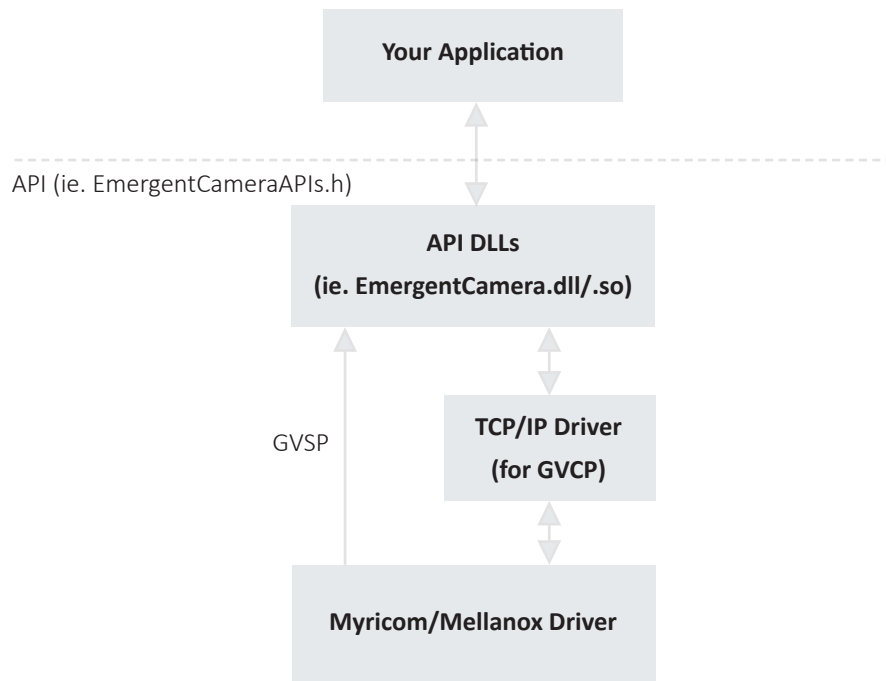 Your Application
API (ie. EmergentCameraAPIs.h)
API DLLs
(ie. EmergentCamera.dll/.so)
GVSP
TCP/IP Driver
(for GVCP)
Myricom/Mellanox Driver